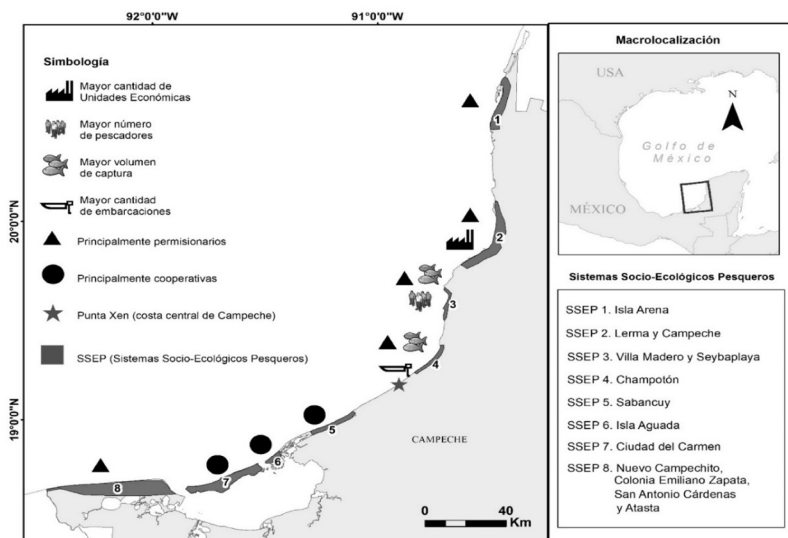 92°0'0"W
91°0'0"W
Simbología
Mayor cantidad de
Unidades Económicas
Mayor número
de pescadores
Mayor volumen
de captura
Mayor cantidad
de embarcaciones
Principalmente permisionarios
Principalmente cooperativas
Punta Xen (costa central de Campeche)
SSEP (Sistemas Socio-Ecológicos Pesqueros)
20°0'0"N
19°0'0"N
1
2
3
4
5
6
7
8
CAMPECHE
0 20 40
Km
Macrolocalización
USA
N
Golfo de
México
MÉXICO
Sistemas Socio-Ecológicos Pesqueros
SSEP 1. Isla Arena
SSEP 2. Lerma y Campeche
SSEP 3. Villa Madero y Seybaplaya
SSEP 4. Champotón
SSEP 5. Sabancuy
SSEP 6. Isla Aguada
SSEP 7. Ciudad del Carmen
SSEP 8. Nuevo Campechito,
Colonia Emiliano Zapata,
San Antonio Cárdenas
y Atasta